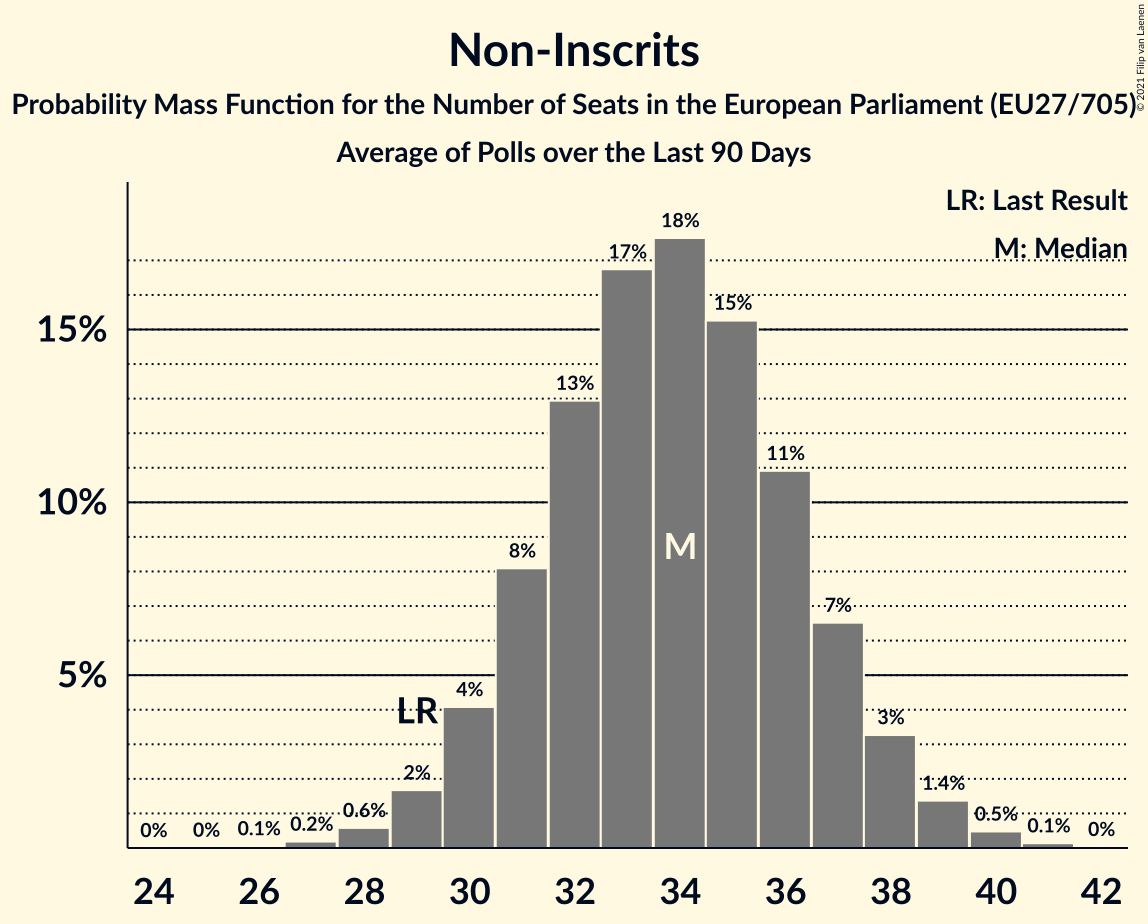 Non-Inscrits
Probability Mass Function for the Number of Seats in the European Parliament (EU27/705)
Average of Polls over the Last 90 Days
© 2021 Filip van Laenen
LR: Last Result
M: Median
15%
10%
5%
0%
0%
0.1%
0.2%
0.6%
2%
LR
4%
8%
13%
17%
18%
M
15%
11%
7%
3%
1.4%
0.5%
0.1%
0%
24 26 28 30 32 34 36 38 40 42